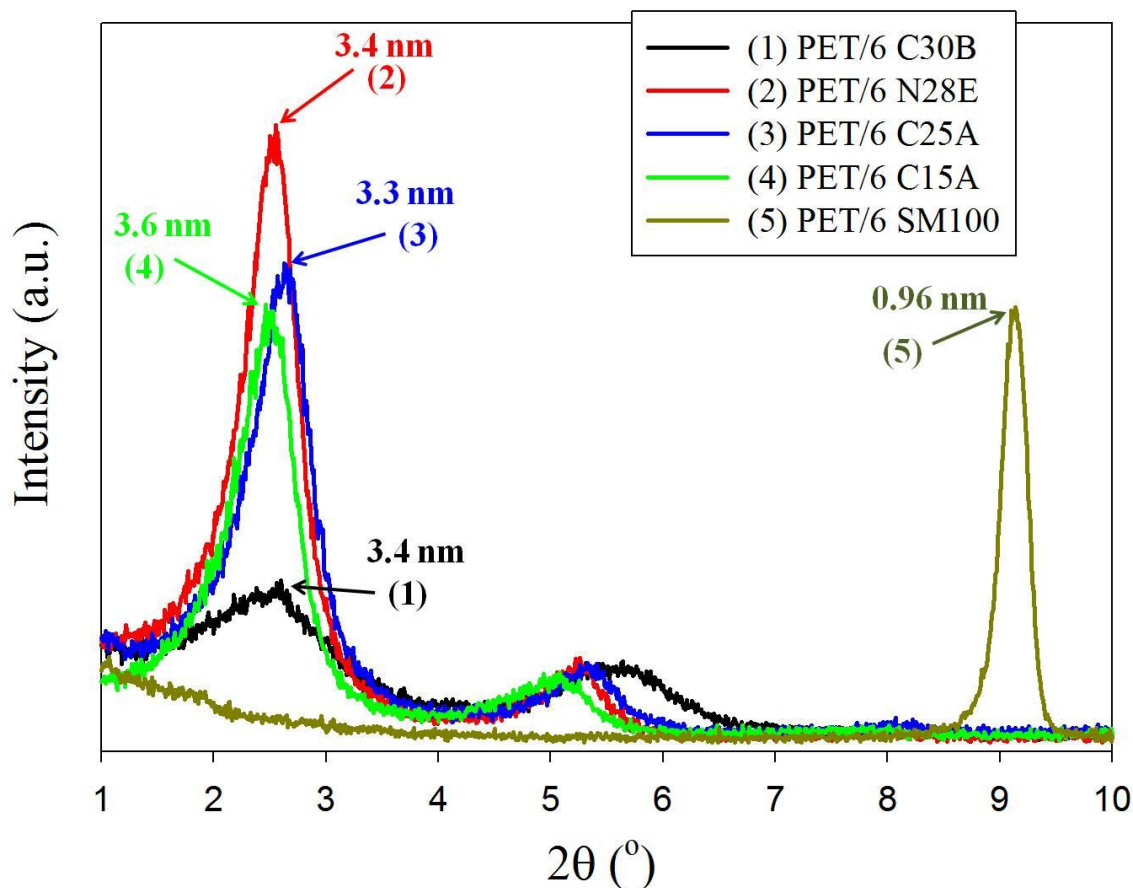 3.4 nm
(2)
3.3 nm
(3)
3.6 nm
(4)
3.4 nm
(1)
0.96 nm
(5)
(1) PET/6 C30B
(2) PET/6 N28E
(3) PET/6 C25A
(4) PET/6 C15A
(5) PET/6 SM100
Intensity (a.u.)
1 2 3 4 5 6 7 8 9 10
2θ (°)